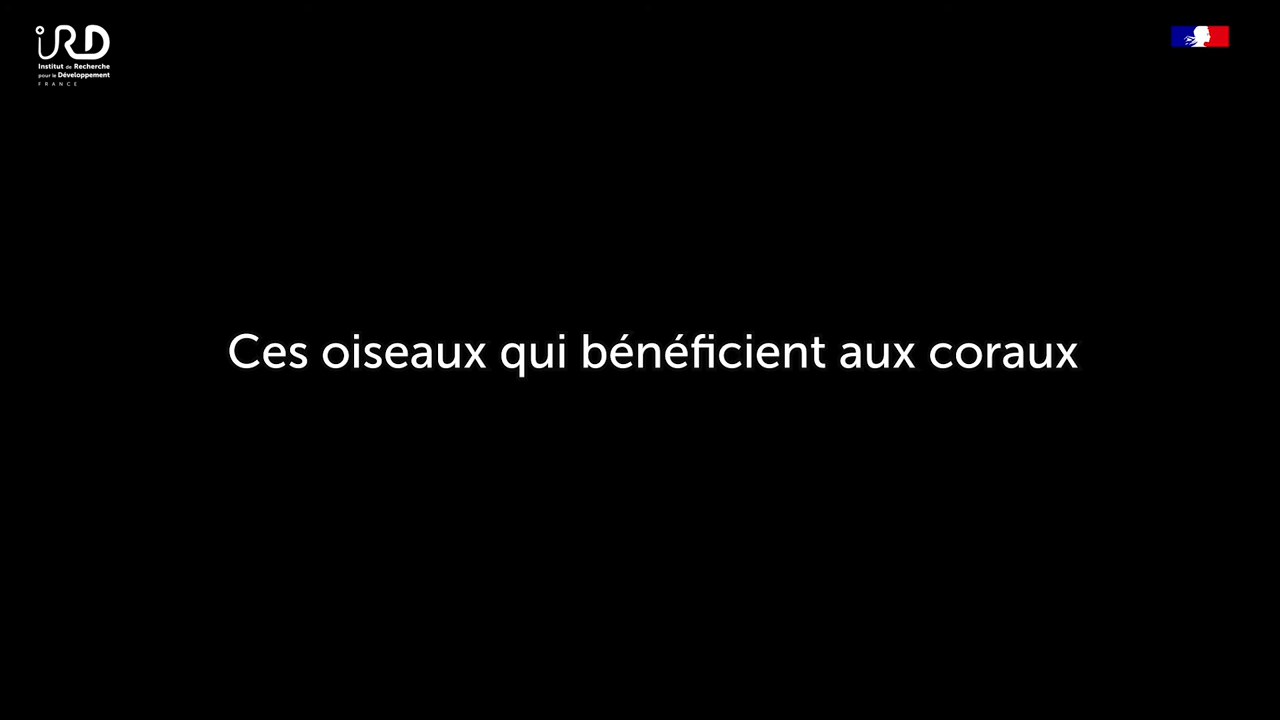 iRD
Institut de Recherche
pour le Développement
FRANCE
Ces oiseaux qui bénéficient aux coraux